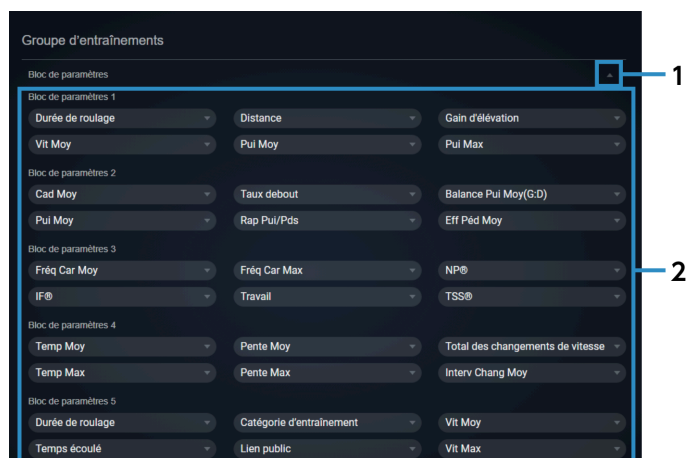 Groupe d'entraînements
Bloc de paramètres 1
Bloc de paramètres 1
Durée de roulage Distance Gain d'élévation
Vit Moy Pui Moy Pui Max
Bloc de paramètres 2
Cad Moy Taux debout Balance Pui Moy(G:D)
Pui Moy Rap Pui/Pds Eff Péd Moy
Bloc de paramètres 3
2
Fréq Car Moy Fréq Car Max NP®
IF® Travail TSS®
Bloc de paramètres 4
Temp Moy Pente Moy Total des changements de vitesse
Temp Max Pente Max Interv Chang Moy
Bloc de paramètres 5
Durée de roulage Catégorie d'entraînement Vit Moy
Temps écoulé Lien public Vit Max